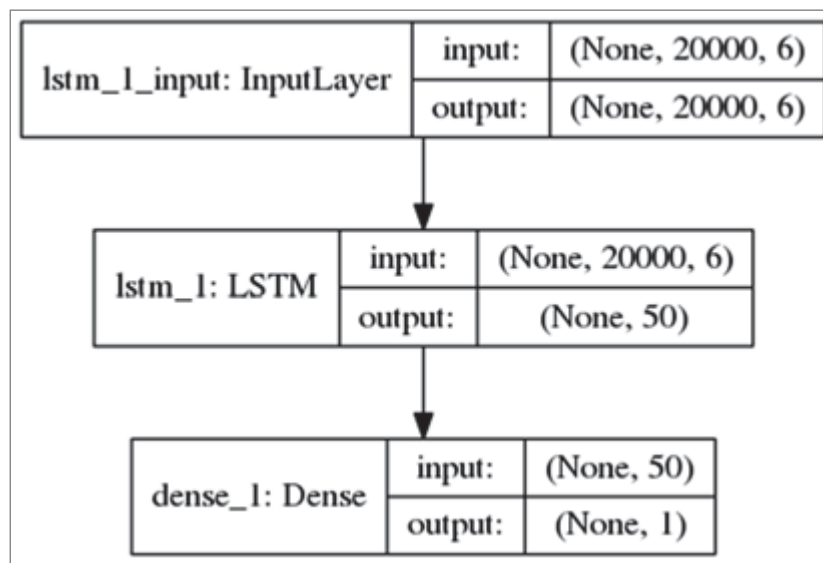 lstm_1_input: InputLayer input: (None, 20000, 6)
output: (None, 20000, 6)
lstm_1: LSTM input: (None, 20000, 6)
output: (None, 50)
dense_1: Dense input: (None, 50)
output: (None, 1)